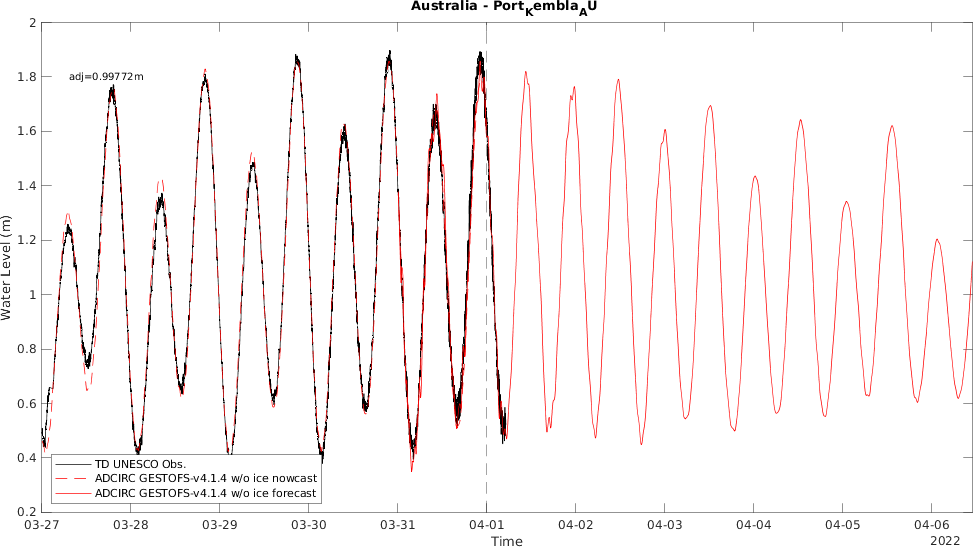 Australia - PortKemblaAU
2
1.8
adj=0.99772m
1.6
1.4
1.2
Water Level (m)
1
0.8
0.6
0.4
TD UNESCO Obs.
ADCIRC GESTOFS-v4.1.4 w/o ice nowcast
ADCIRC GESTOFS-v4.1.4 w/o ice forecast
0.2
03-27 03-28 03-29 03-30 03-31 04-01 04-02 04-03 04-04 04-05 04-06
Time
2022